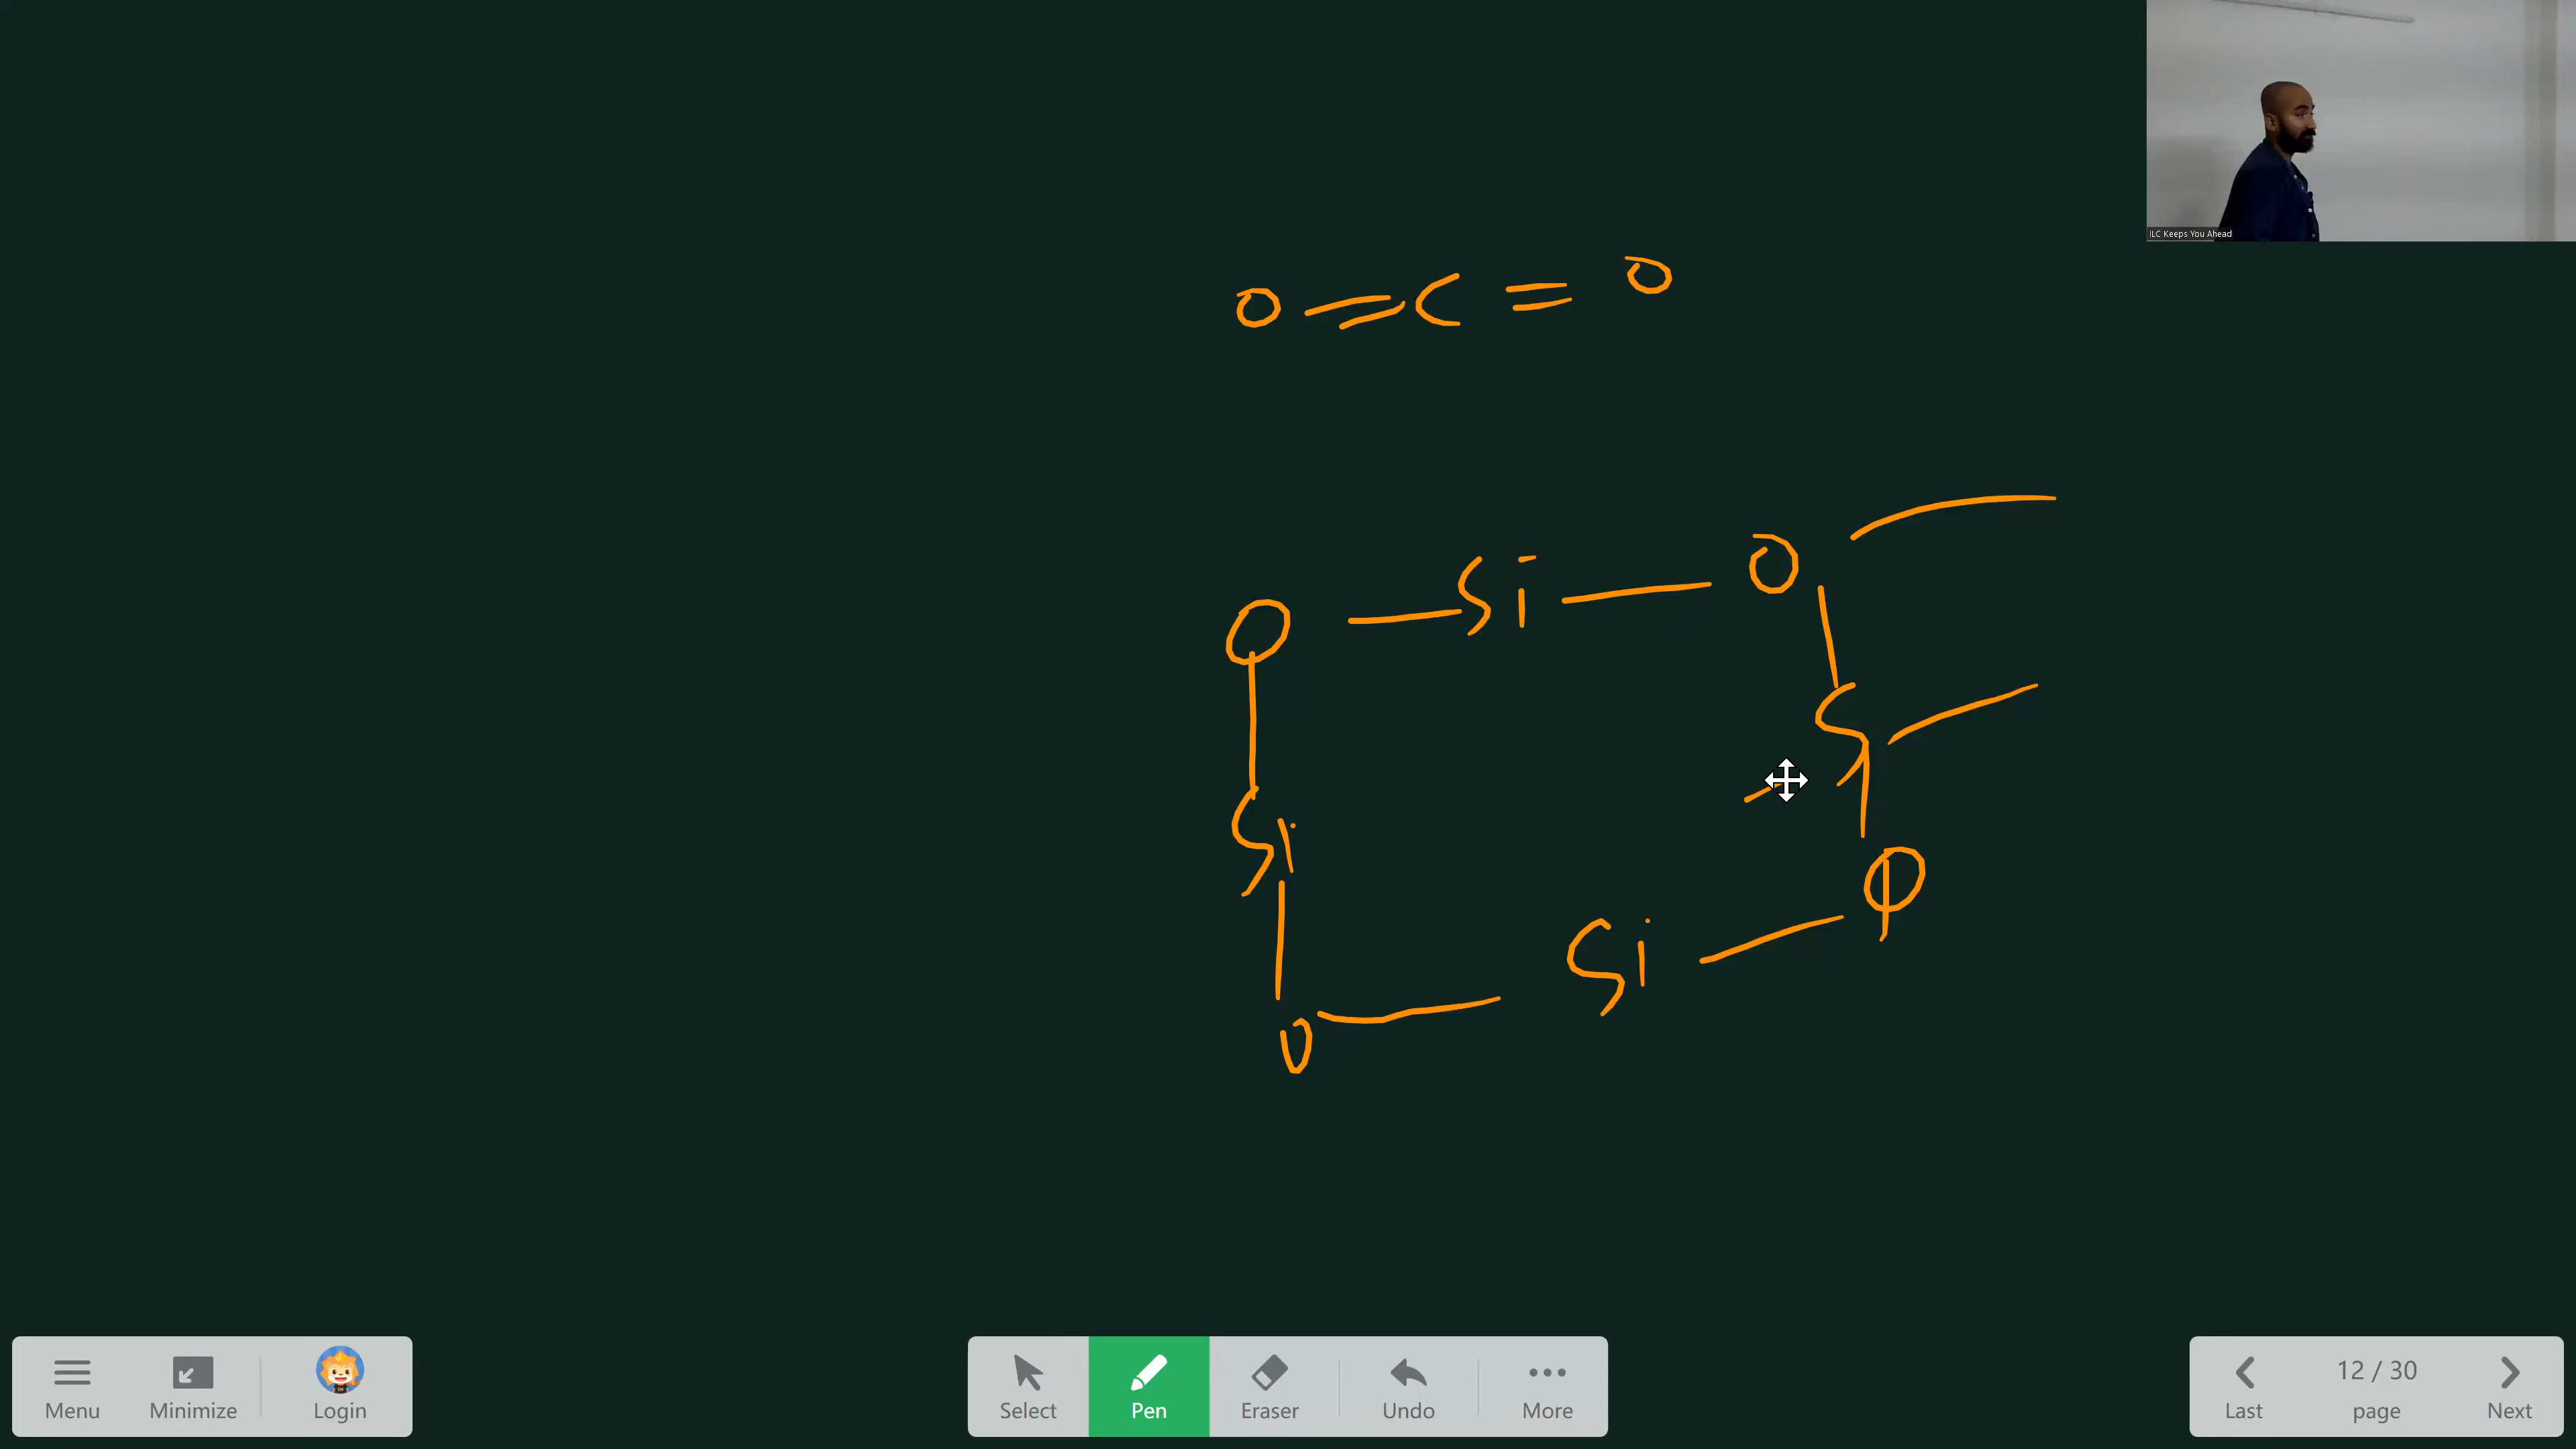 ILC Keeps You Ahead
O = C = O
O — Si — O
Si S
Si — O
O —
Menu Minimize Login Select Pen Eraser Undo More Last 12 / 30 page Next